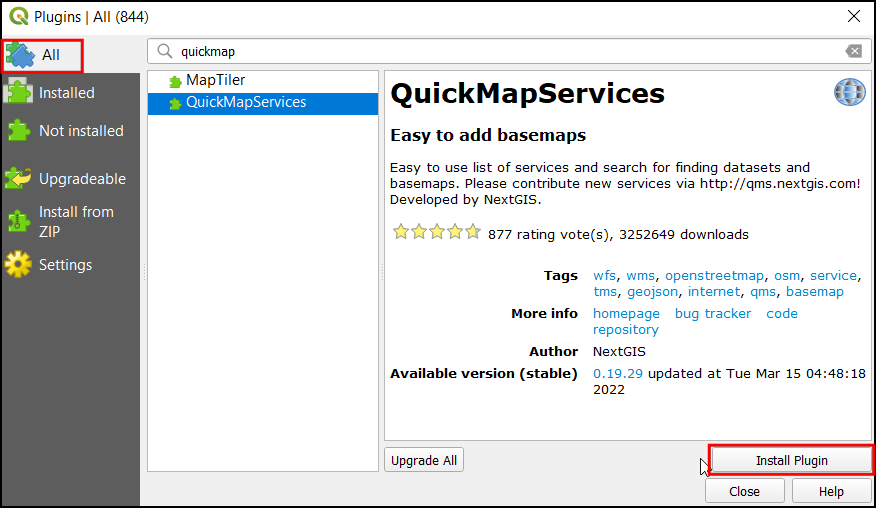 Plugins | All (844)
All
Installed
Not installed
Upgradeable
Install from
ZIP
Settings
quickmap
MapTiler
QuickMapServices
QuickMapServices
Easy to add basemaps
Easy to use list of services and search for finding datasets and
basemaps. Please contribute new services via http://qms.nextgis.com!
Developed by NextGIS.
877 rating vote(s), 3252649 downloads
Tags wfs, wms, openstreetmap, osm, service,
tms, geojson, internet, qms, basemap
More info homepage bug tracker code
repository
Author NextGIS
Available version (stable) 0.19.29 updated at Tue Mar 15 04:48:18
2022
Upgrade All Install Plugin
Close Help